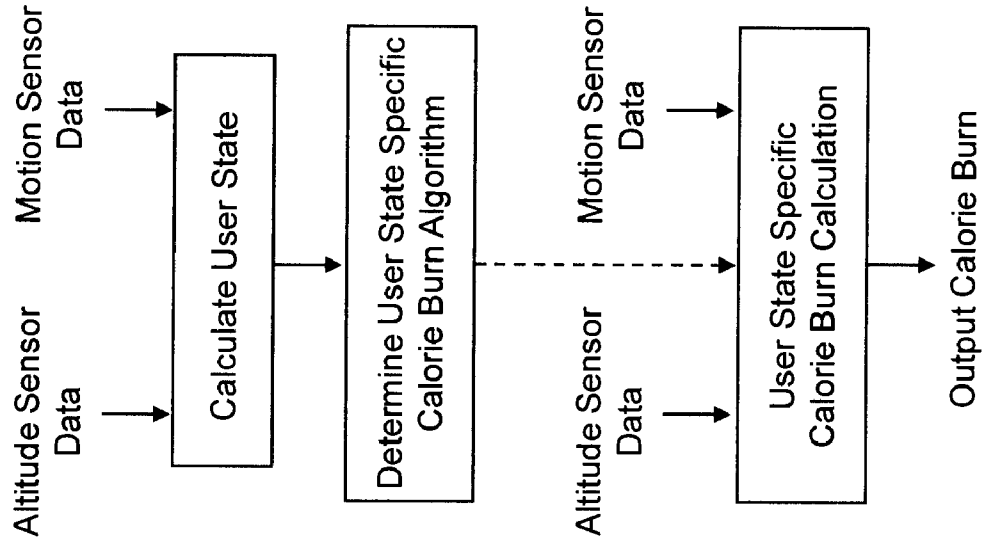 Altitude Sensor
Data
Motion Sensor
Data
Calculate User State
Determine User State Specific
Calorie Burn Algorithm
Altitude Sensor
Data
Motion Sensor
Data
User State Specific
Calorie Burn Calculation
Output Calorie Burn